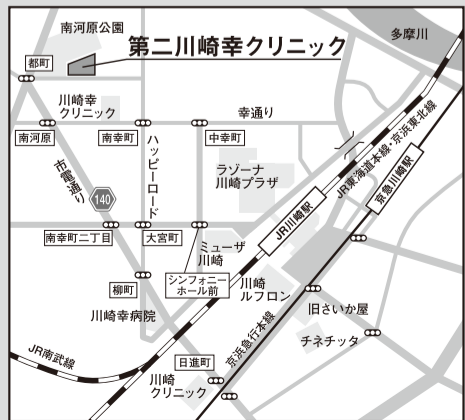 多摩川
南河原公園
第二川崎幸クリニック
都町
川崎幸
クリニック
幸通り
南河原
南幸町
中幸町
JR東海道本線・京浜東北線
京急川崎駅
市電通り
ハッピーロード
ラゾーナ
川崎プラザ
140
JR川崎駅
南幸町二丁目
大宮町
ミューザ
川崎
シンフォニー
ホール前
柳町
川崎
ルフロン
川崎幸病院
旧さいか屋
京浜急行本線
チネチッタ
JR南武線
日進町
川崎
クリニック